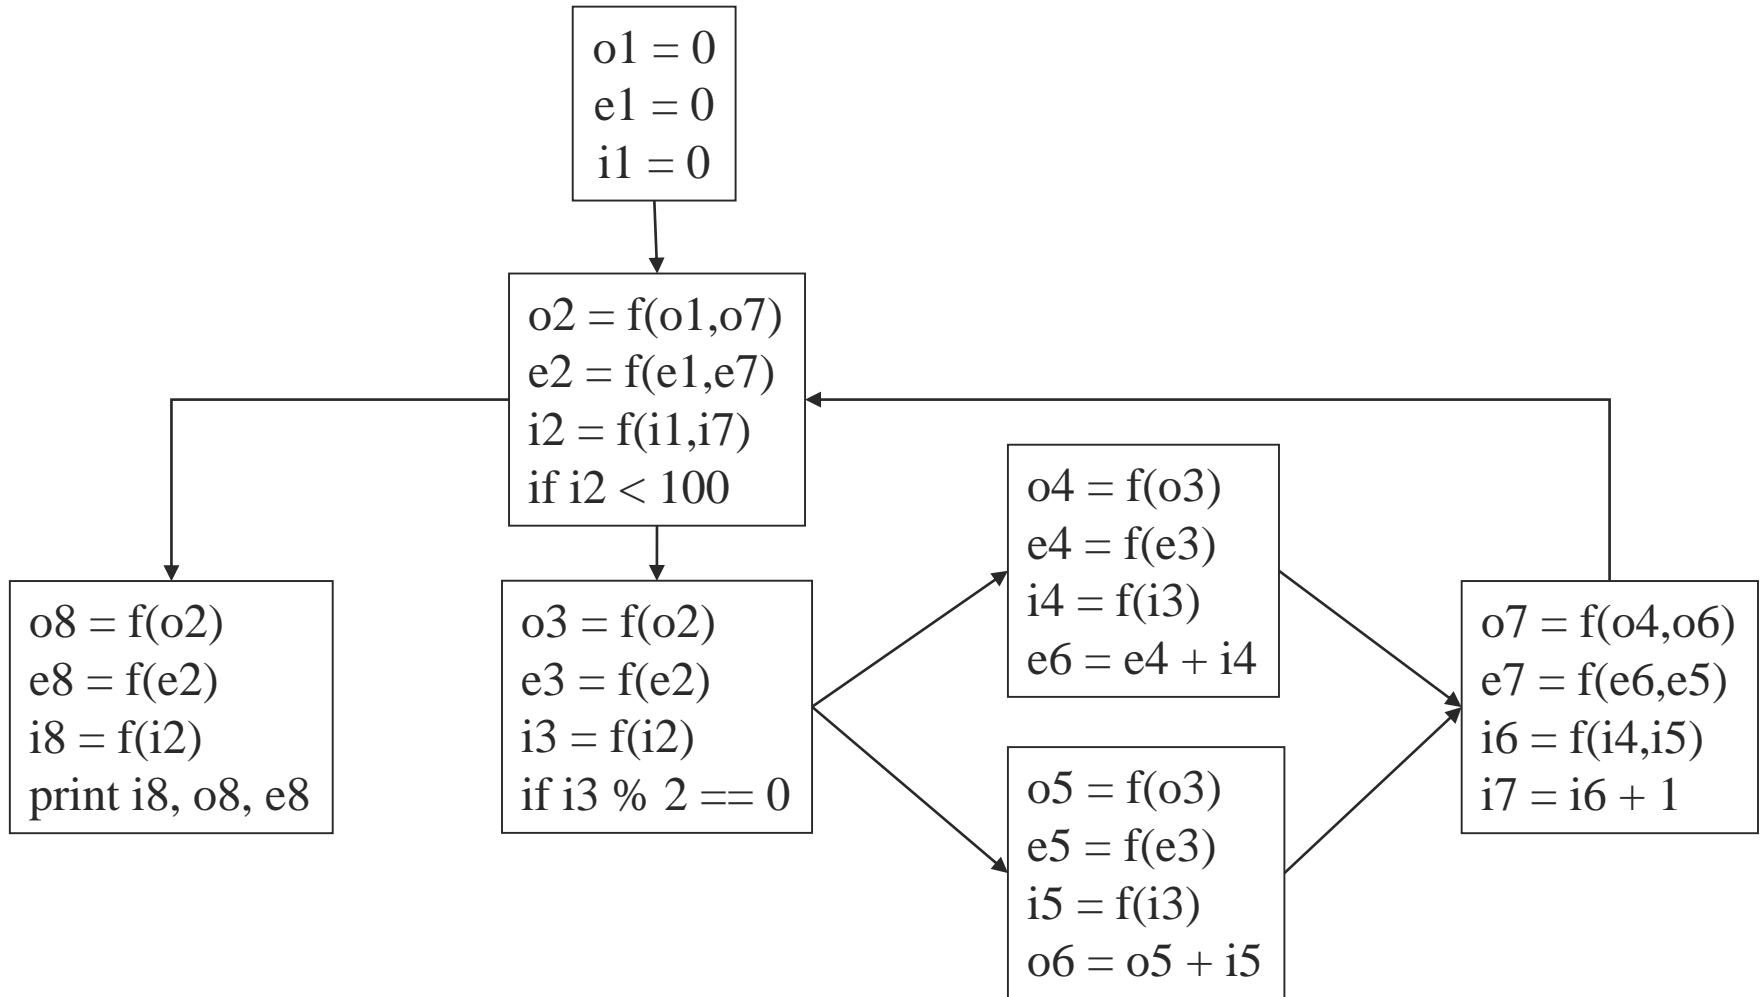 o1 = 0
e1 = 0
i1 = 0
o2 = f(o1,o7)
e2 = f(e1,e7)
i2 = f(i1,i7)
if i2 < 100
o8 = f(o2)
e8 = f(e2)
i8 = f(i2)
print i8, o8, e8
o3 = f(o2)
e3 = f(e2)
i3 = f(i2)
if i3 % 2 == 0
o4 = f(o3)
e4 = f(e3)
i4 = f(i3)
e6 = e4 + i4
o5 = f(o3)
e5 = f(e3)
i5 = f(i3)
o6 = o5 + i5
o7 = f(o4,o6)
e7 = f(e6,e5)
i6 = f(i4,i5)
i7 = i6 + 1